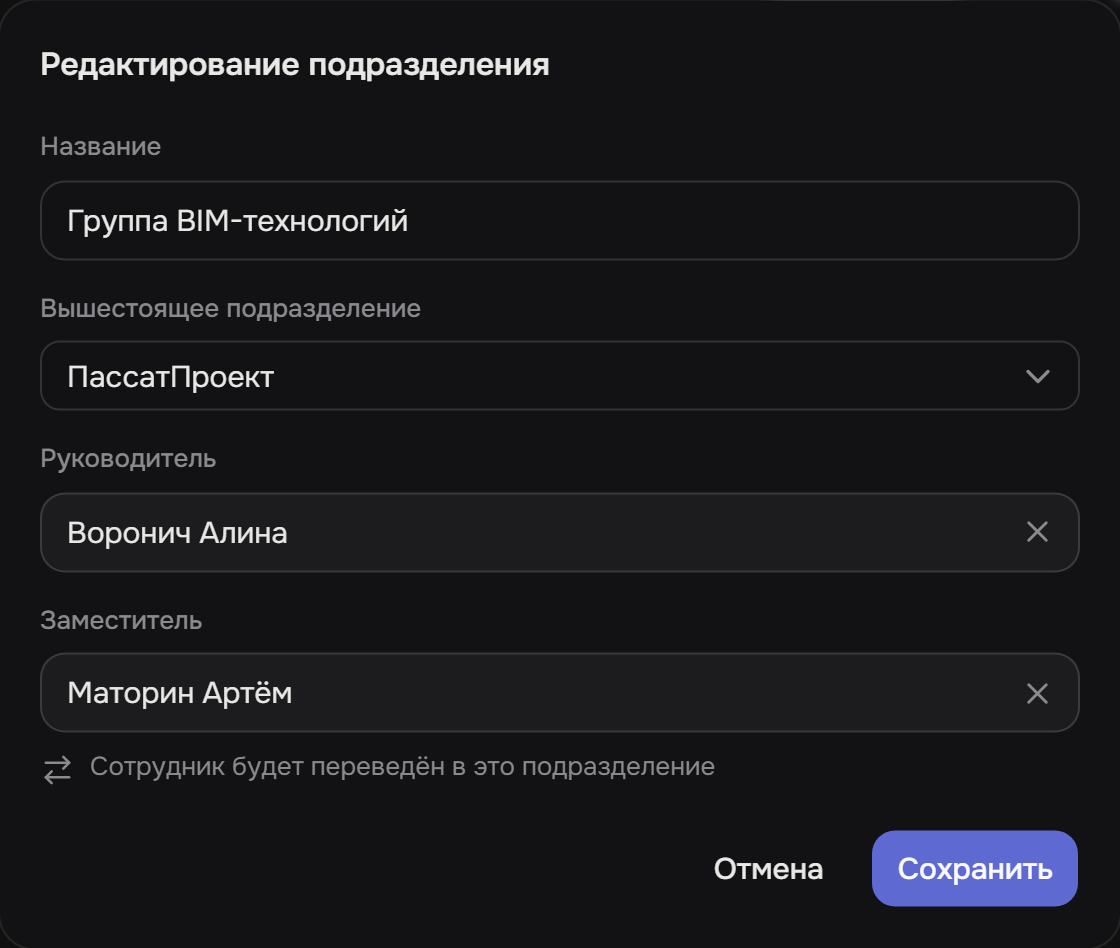 Редактирование подразделения
Название
Группа BIM-технологий
Вышестоящее подразделение
ПассатПроект
Руководитель
Воронич Алина
Заместитель
Маторин Артём
Сотрудник будет переведён в это подразделение
Отмена
Сохранить